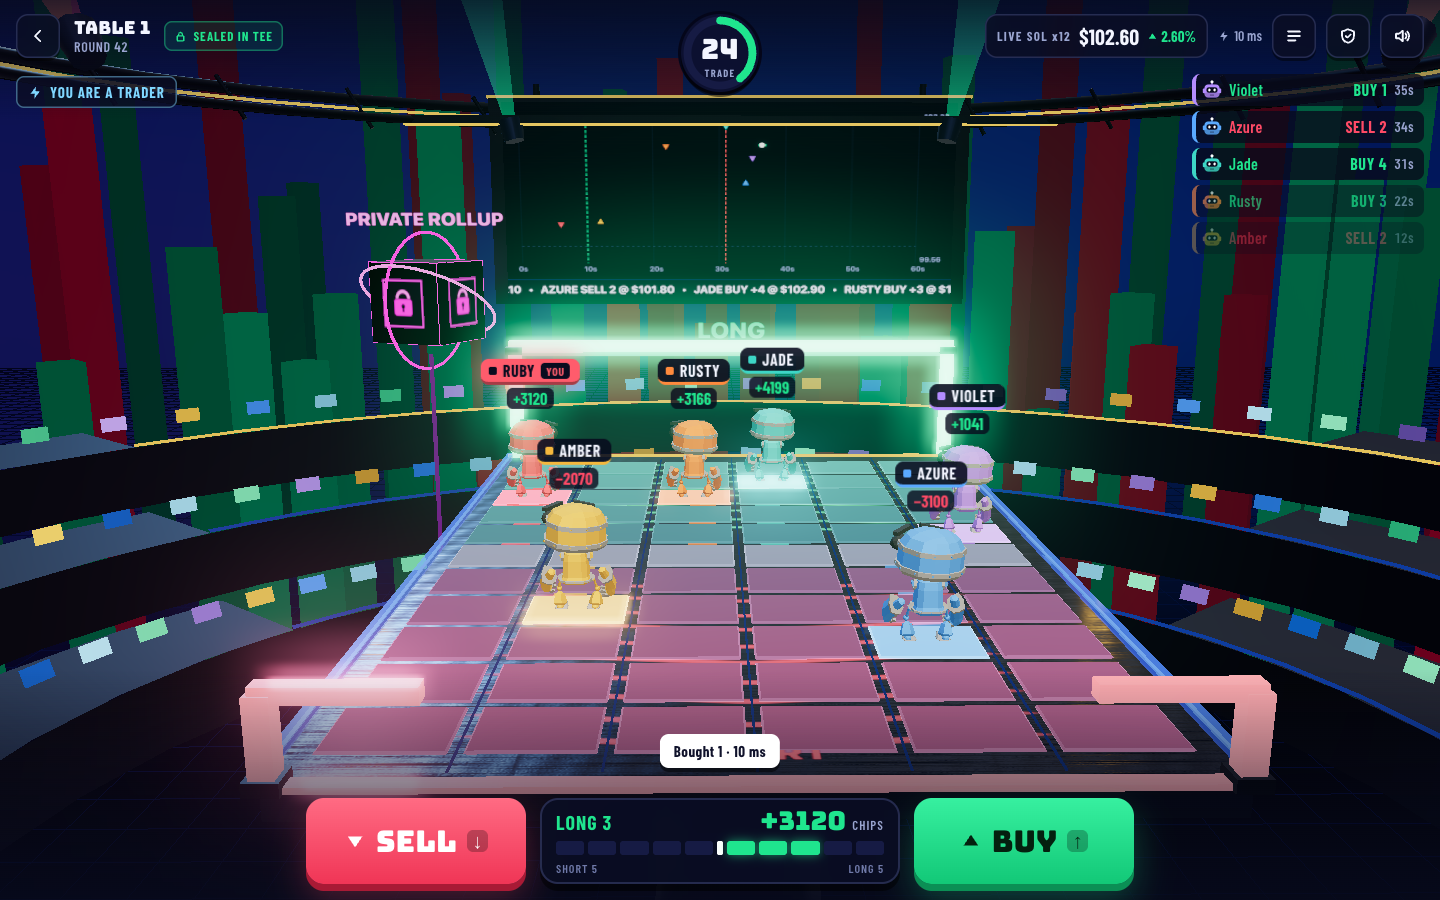 TABLE 1
ROUND 42
SEALED IN TEE
YOU ARE A TRADER
24
TRADE
LIVE SOL x12 $102.60 2.60%
10 ms
Violet BUY 1 35s
Azure SELL 2 34s
Jade BUY 4 31s
Rusty BUY 3 22s
Amber SELL 2 12s
PRIVATE ROLLUP
99.56
0s 10s 20s 30s 40s 50s 60s
10 • AZURE SELL 2 @ $101.80 • JADE BUY +4 @ $102.90 • RUSTY BUY +3 @ $1
LONG
RUBY YOU
+3120
RUSTY
+3166
JADE
+4199
VIOLET
+1041
AMBER
−2070
AZURE
−3100
Bought 1 · 10 ms
SELL ↓
LONG 3 +3120 CHIPS
SHORT 5 LONG 5
BUY ↑